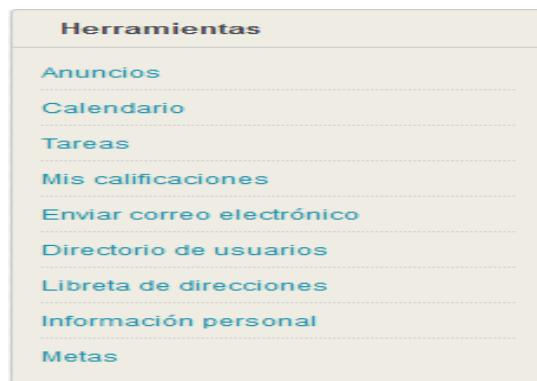 Herramientas
Anuncios
Calendario
Tareas
Mis calificaciones
Enviar correo electrónico
Directorio de usuarios
Libreta de direcciones
Información personal
Metas